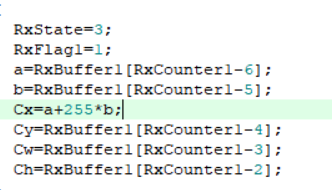 RxState=3;
RxFlag1=1;
a=RxBuffer1[RxCounter1-6];
b=RxBuffer1[RxCounter1-5];
Cx=a+255*b;
Cy=RxBuffer1[RxCounter1-4];
Cw=RxBuffer1[RxCounter1-3];
Ch=RxBuffer1[RxCounter1-2];